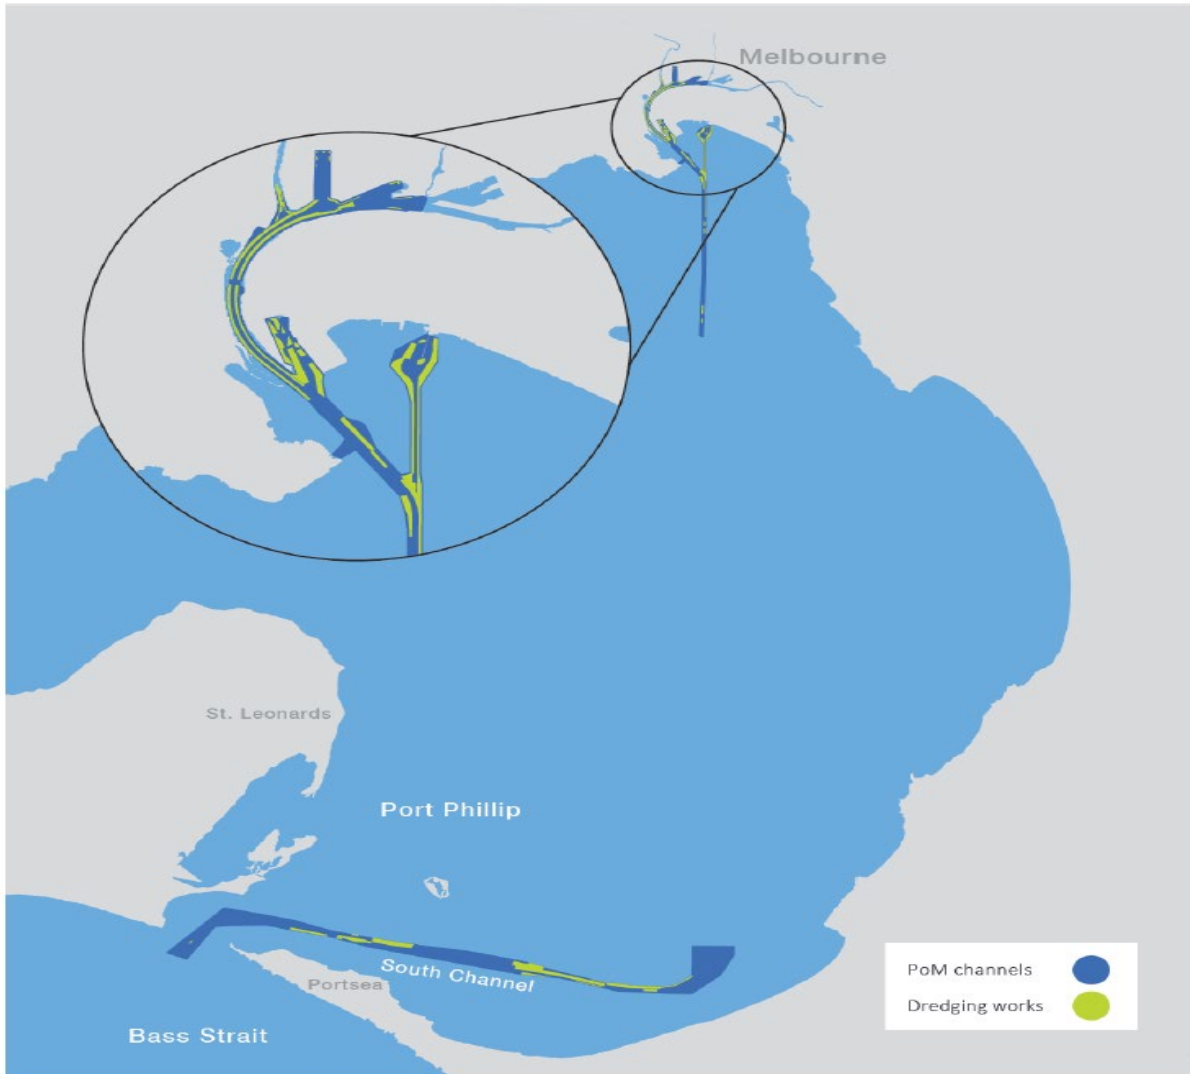 Melbourne
St. Leonards
Port Phillip
South Channel
Portsea
Bass Strait
PoM channels
Dredging works